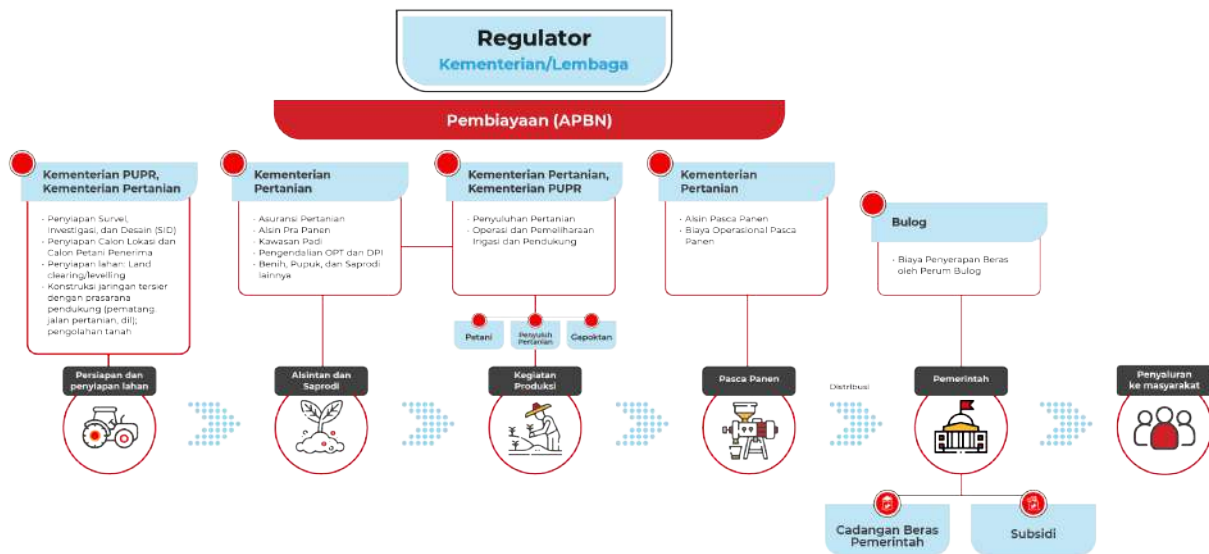 Regulator
Kementerian/Lembaga
Pembiayaan (APBN)
Kementerian PUPR,
Kementerian Pertanian
- Penyiapan Survei,
Investigasi, dan Desain (SID)
- Penyiapan Calon Lokasi dan
Calon Petani Penerima
- Penyiapan lahan: Land
clearing/levelling
- Konstruksi jaringan tersier
dengan prasarana
pendukung (pematang
jalan pertanian, dll);
pengolahan tanah
Kementerian
Pertanian
- Asuransi Pertanian
- Alsin Pra Panen
- Kawasan Padi
- Pengendalian OPT dan DPI
- Benih, Pupuk, dan Saprodi
lainnya
Kementerian Pertanian,
Kementerian PUPR
- Penyuluhan Pertanian
- Operasi dan Pemeliharaan
Irigasi dan Pendukung
Kementerian
Pertanian
- Alsin Pasca Panen
- Biaya Operasional Pasca
Panen
Bulog
- Biaya Penyerapan Beras
oleh Perum Bulog
Petani
Penyuluh
Pertanian
Gapoktan
Persiapan dan
penyiapan lahan
Alsintan dan
Saprodi
Kegiatan
Produksi
Pasca Panen
Distribusi
Pemerintah
Penyaluran
ke masyarakat
Cadangan Beras
Pemerintah
Subsidi